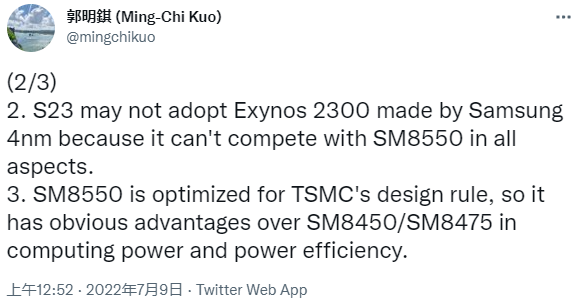 郭明錤 (Ming-Chi Kuo)
@mingchikuo
(2/3)
2. S23 may not adopt Exynos 2300 made by Samsung
4nm because it can't compete with SM8550 in all
aspects.
3. SM8550 is optimized for TSMC's design rule, so it
has obvious advantages over SM8450/SM8475 in
computing power and power efficiency.
上午12:52 · 2022年7月9日 · Twitter Web App